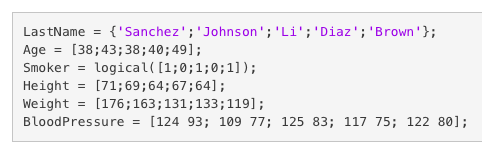 LastName = {'Sanchez';'Johnson';'Li';'Diaz';'Brown'};
Age = [38;43;38;40;49];
Smoker = logical([1;0;1;0;1]);
Height = [71;69;64;67;64];
Weight = [176;163;131;133;119];
BloodPressure = [124 93; 109 77; 125 83; 117 75; 122 80];